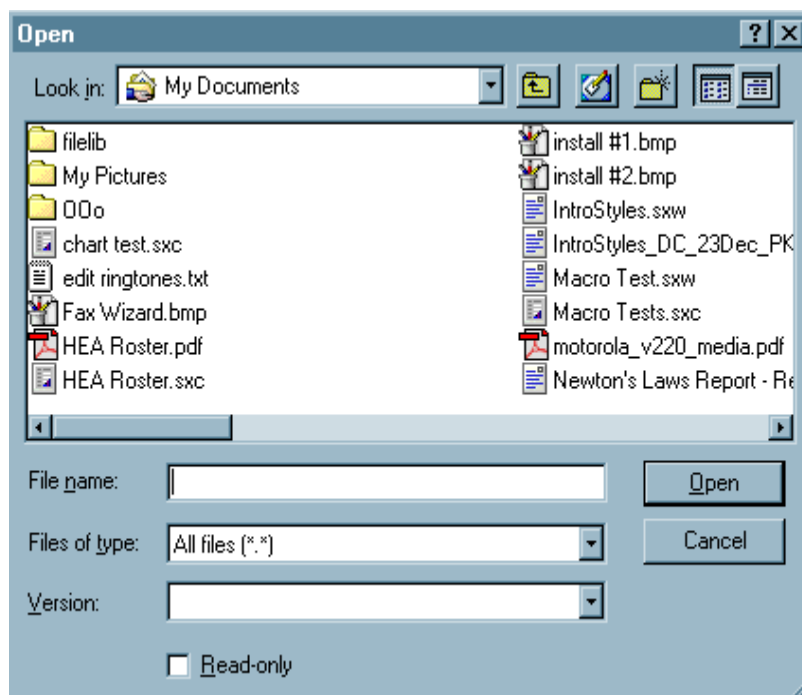 Open
Look in: My Documents
filelib
My Pictures
OOo
chart test.sxc
edit ringtones.txt
Fax Wizard.bmp
HEA Roster.pdf
HEA Roster.sxc
install #1.bmp
install #2.bmp
IntroStyles.sxw
IntroStyles_DC_23Dec_PK
Macro Test.sxw
Macro Tests.sxc
motorola_v220_media.pdf
Newton's Laws Report - Re
File name:
Open
Files of type: All files (*.*)
Cancel
Version:
Read-only